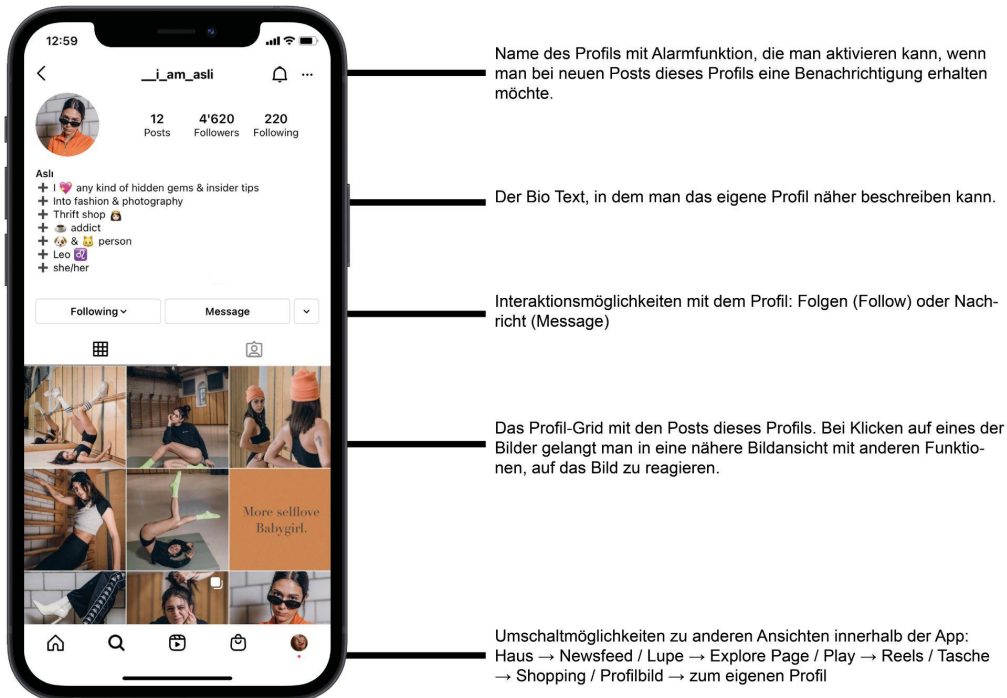 12:59
__i_am_asli
12
4'620
220
Posts
Followers
Following
Aslı
I 💖 any kind of hidden gems & insider tips
Into fashion & photography
Thrift shop 👸🏻
☕ addict
🐶 & 🐱 person
Leo ♌
she/her
Following
Message
More selflove
Babygirl.
Name des Profils mit Alarmfunktion, die man aktivieren kann, wenn
man bei neuen Posts dieses Profils eine Benachrichtigung erhalten
möchte.
Der Bio Text, in dem man das eigene Profil näher beschreiben kann.
Interaktionsmöglichkeiten mit dem Profil: Folgen (Follow) oder Nach-
richt (Message)
Das Profil-Grid mit den Posts dieses Profils. Bei Klicken auf eines der
Bilder gelangt man in eine nähere Bildansicht mit anderen Funktio-
nen, auf das Bild zu reagieren.
Umschaltmöglichkeiten zu anderen Ansichten innerhalb der App:
Haus → Newsfeed / Lupe → Explore Page / Play → Reels / Tasche
→ Shopping / Profilbild → zum eigenen Profil